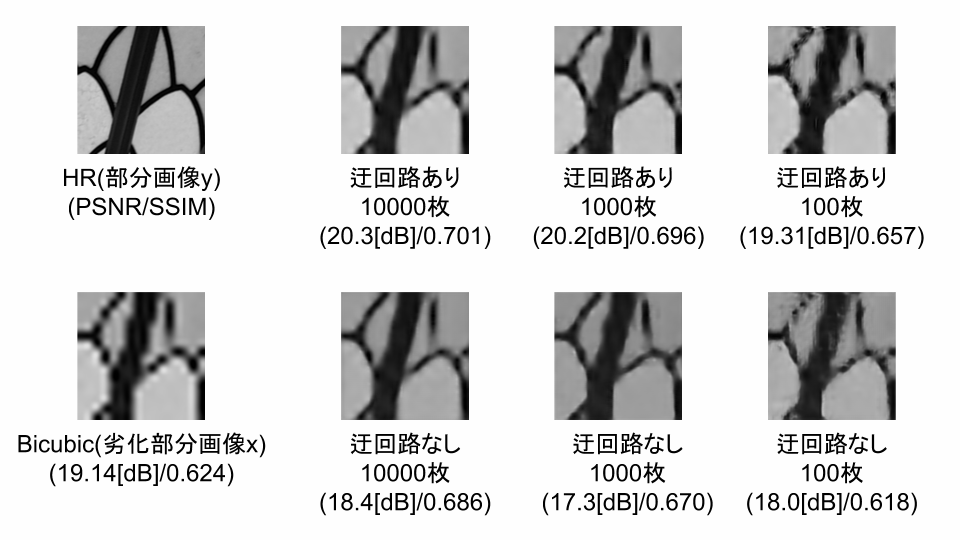 HR(部分画像y)
(PSNR/SSIM)
迂回路あり
10000枚
(20.3[dB]/0.701)
迂回路あり
1000枚
(20.2[dB]/0.696)
迂回路あり
100枚
(19.31[dB]/0.657)
Bicubic(劣化部分画像x)
(19.14[dB]/0.624)
迂回路なし
10000枚
(18.4[dB]/0.686)
迂回路なし
1000枚
(17.3[dB]/0.670)
迂回路なし
100枚
(18.0[dB]/0.618)